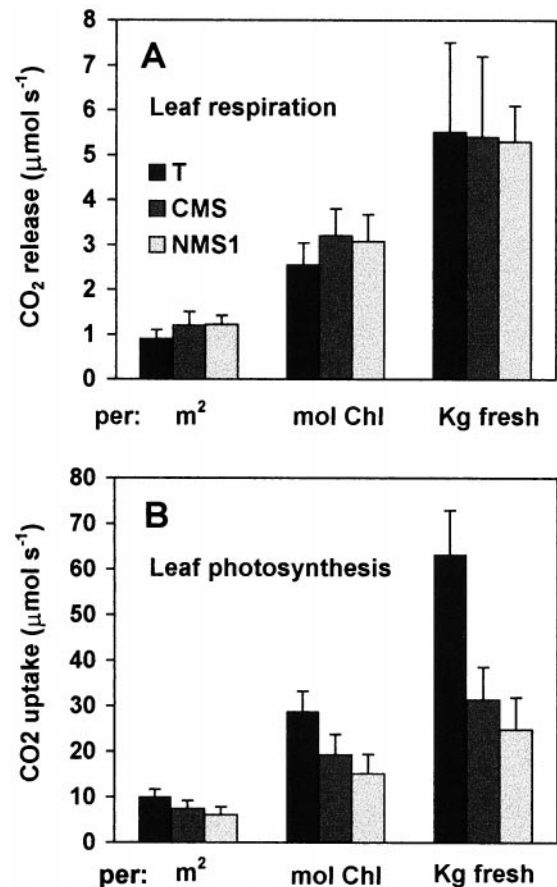 8
7
6
5
4
3
2
1
0
CO₂ release (μmol s⁻¹)
A
Leaf respiration
T
CMS
NMS1
per: m² mol Chl Kg fresh
80
70
60
50
40
30
20
10
0
CO2 uptake (μmol s⁻¹)
B
Leaf photosynthesis
per: m² mol Chl Kg fresh